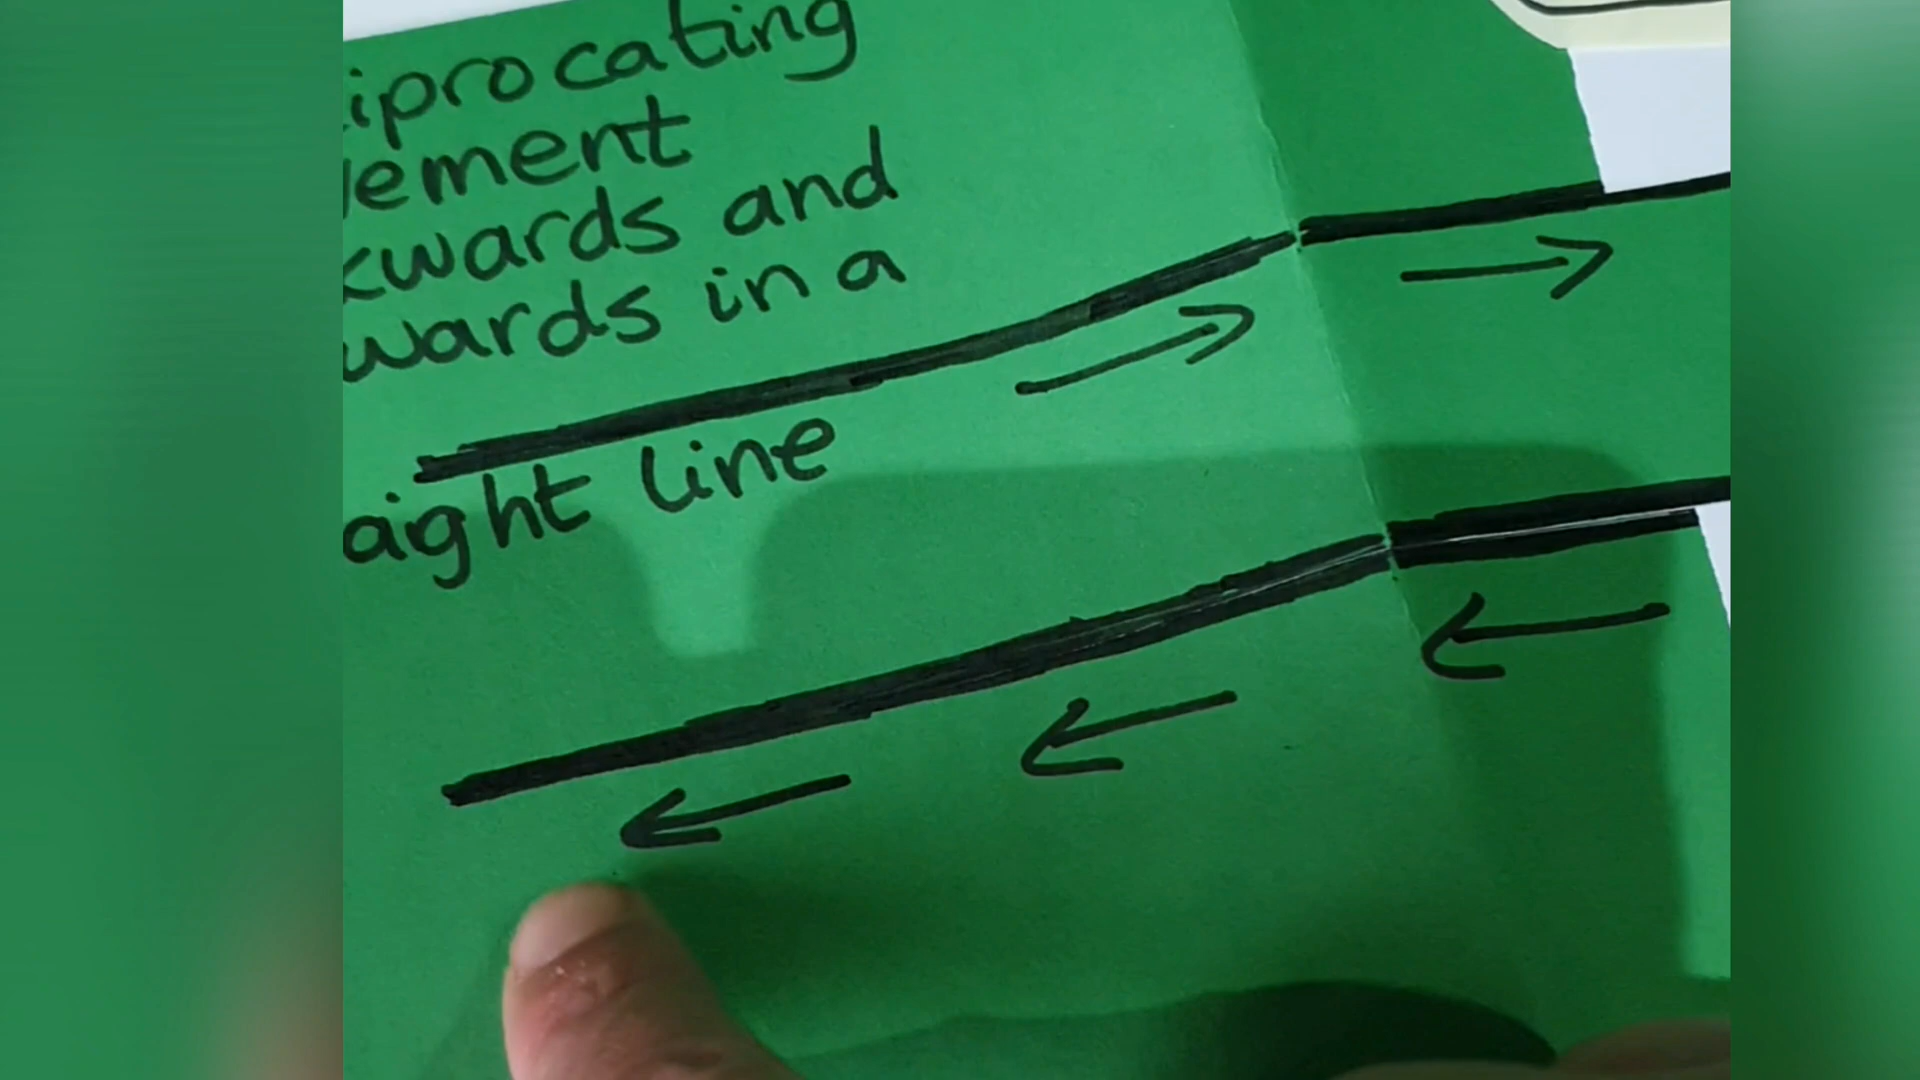 iprocating
ement
kwards and
wards in a
aight line